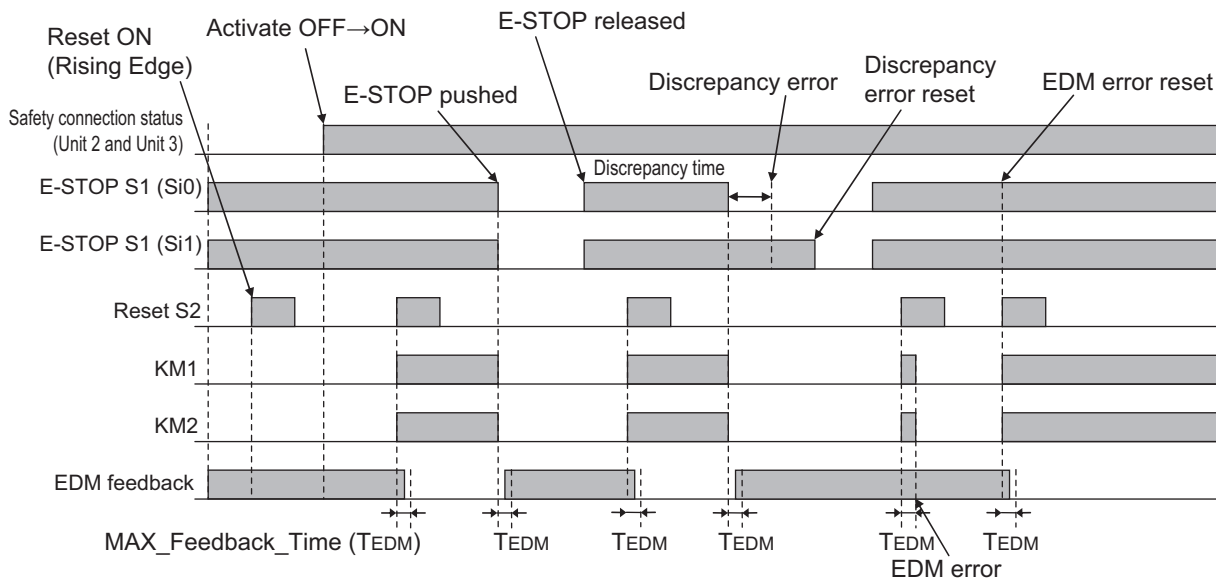 Reset ON
(Rising Edge)
Activate OFF→ON
E-STOP pushed
E-STOP released
Discrepancy error
Discrepancy
error reset
EDM error reset
Safety connection status
(Unit 2 and Unit 3)
Discrepancy time
E-STOP S1 (Si0)
E-STOP S1 (Si1)
Reset S2
KM1
KM2
EDM feedback
MAX_Feedback_Time (TEDM)
TEDM
TEDM
TEDM
TEDM
TEDM
EDM error